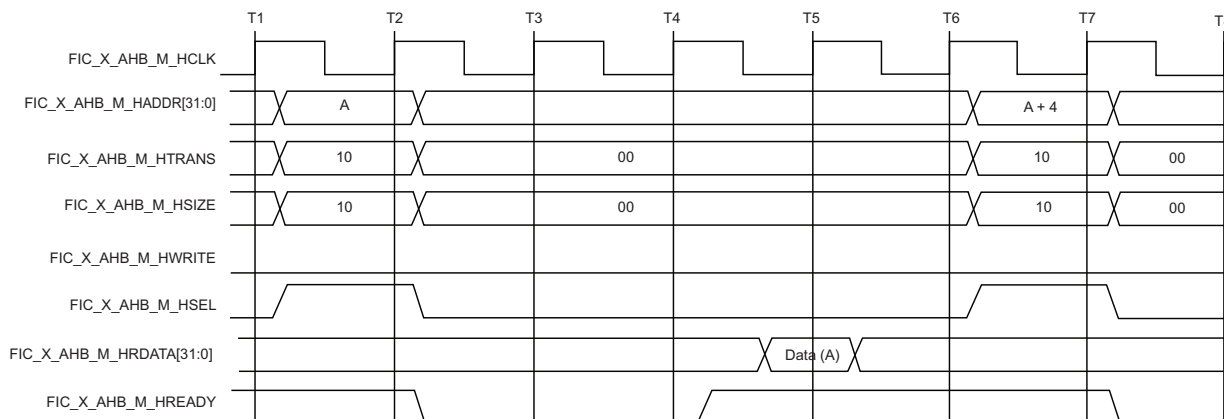 T1 T2 T3 T4 T5 T6 T7
FIC_X_AHB_M_HCLK
FIC_X_AHB_M_HADDR[31:0] A A + 4
FIC_X_AHB_M_HTRANS 10 00 10 00
FIC_X_AHB_M_HSIZE 10 00 10 00
FIC_X_AHB_M_HWRITE
FIC_X_AHB_M_HSEL
FIC_X_AHB_M_HRDATA[31:0] Data (A)
FIC_X_AHB_M_HREADY